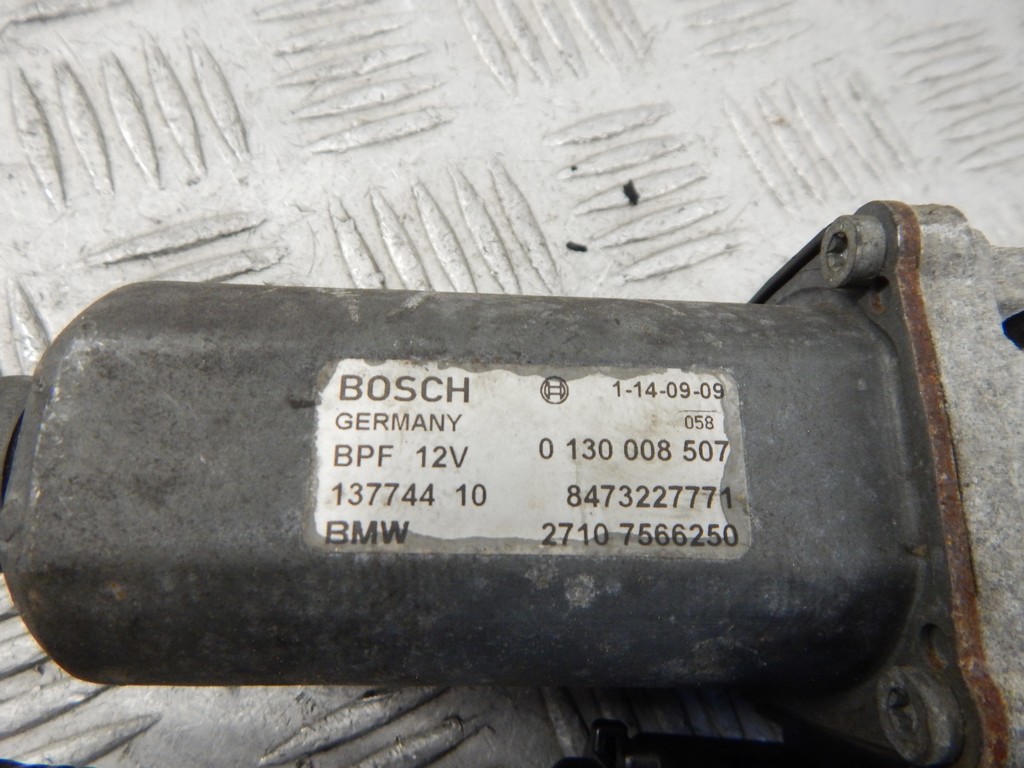 BOSCH 1-14-09-09
GERMANY 058
BPF 12V 0 130 008 507
137744 10 8473227771
BMW 2710 7566250